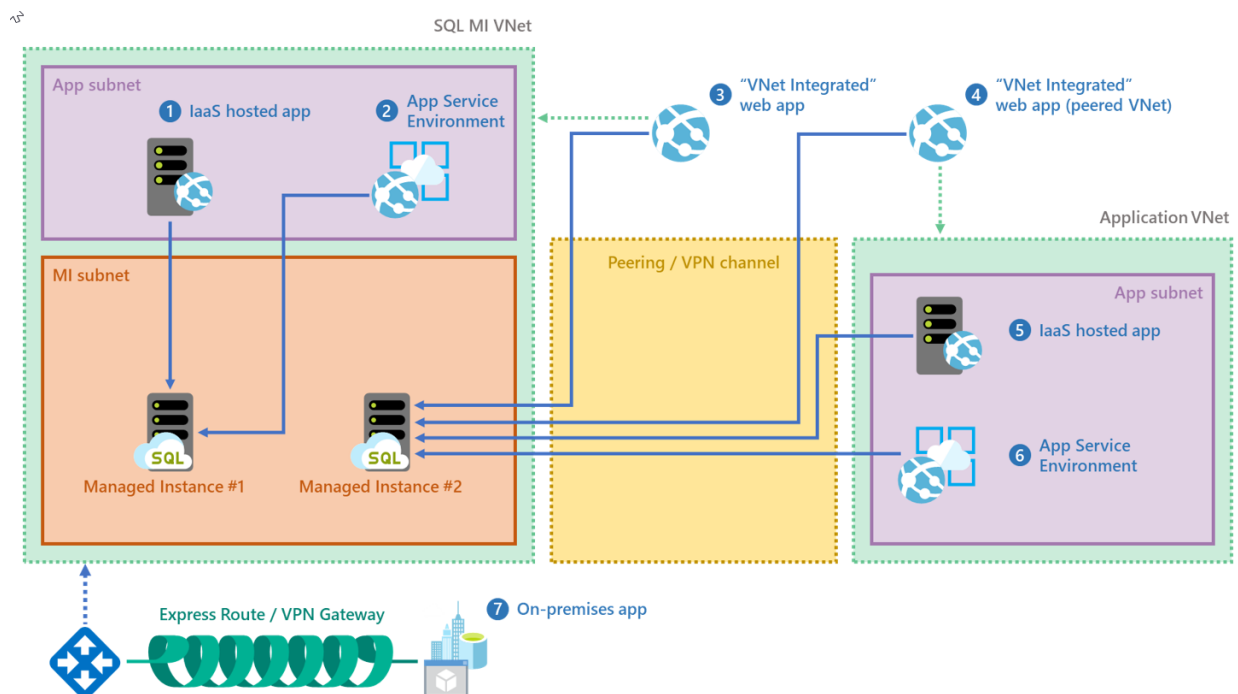 SQL MI VNet
App subnet
1 IaaS hosted app
2 App Service
Environment
3 “VNet Integrated”
web app
4 “VNet Integrated”
web app (peered VNet)
Application VNet
MI subnet
Peering / VPN channel
App subnet
5 IaaS hosted app
6 App Service
Environment
SQL
SQL
Managed Instance #1
Managed Instance #2
Express Route / VPN Gateway
7 On-premises app